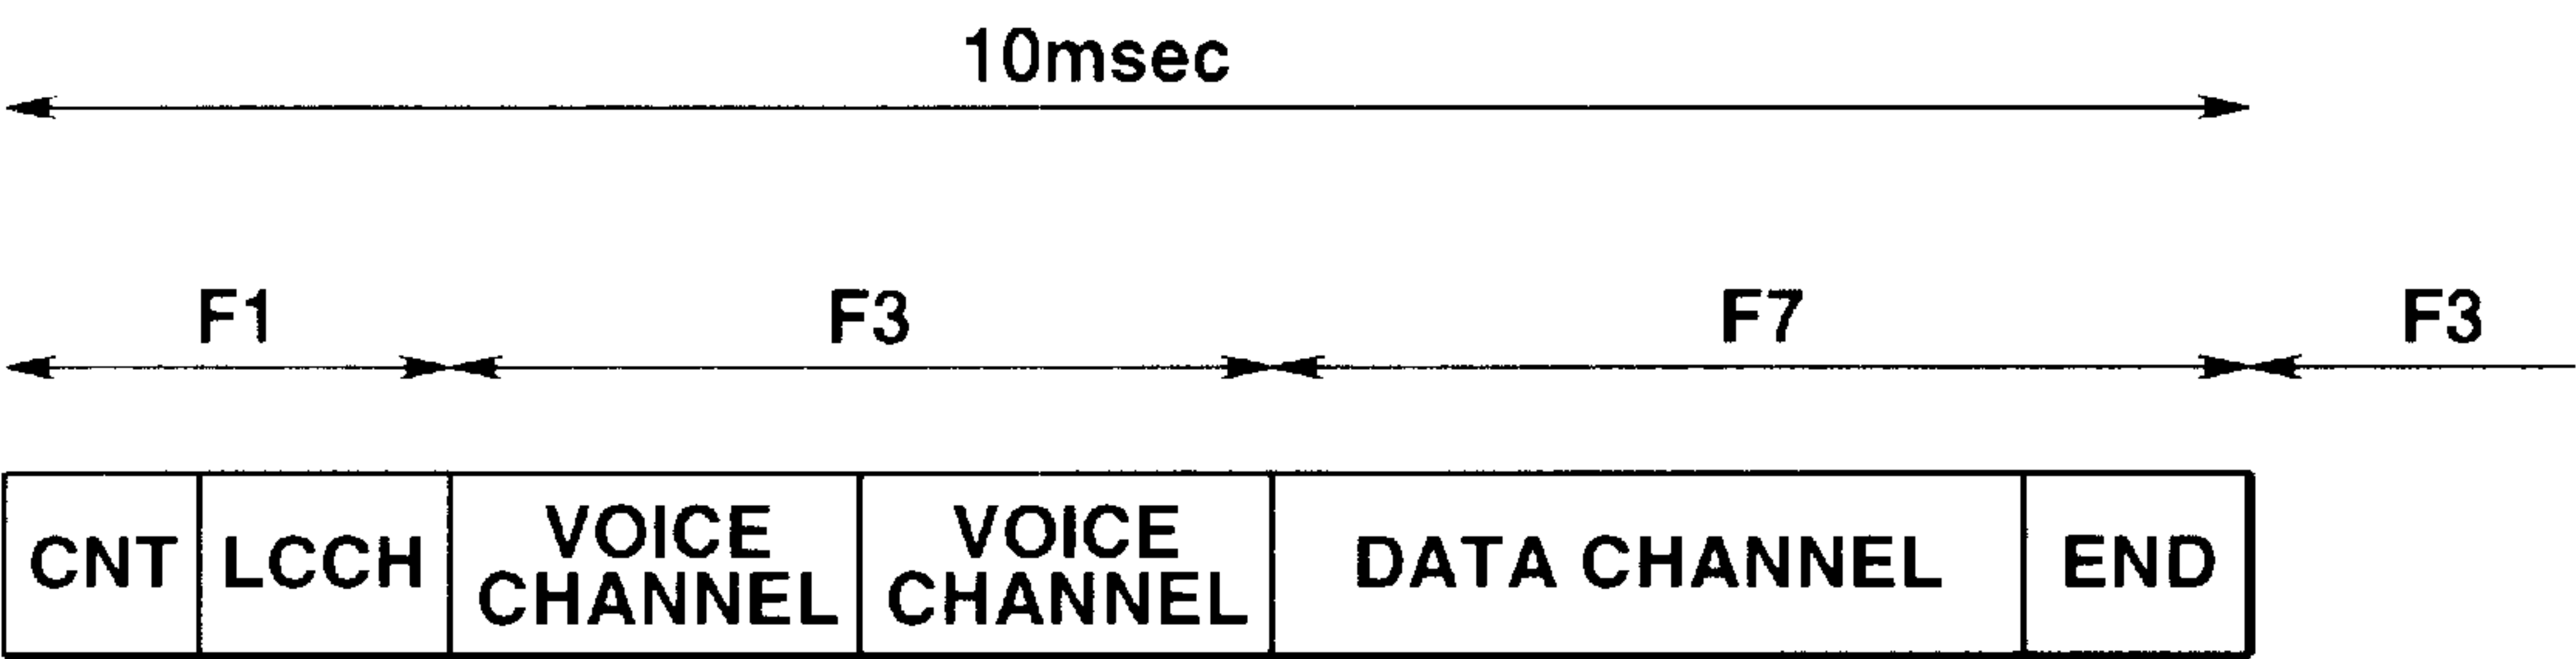 10msec
F1
F3
F7
F3
CNT
LCCH
VOICE
CHANNEL
VOICE
CHANNEL
DATA CHANNEL
END